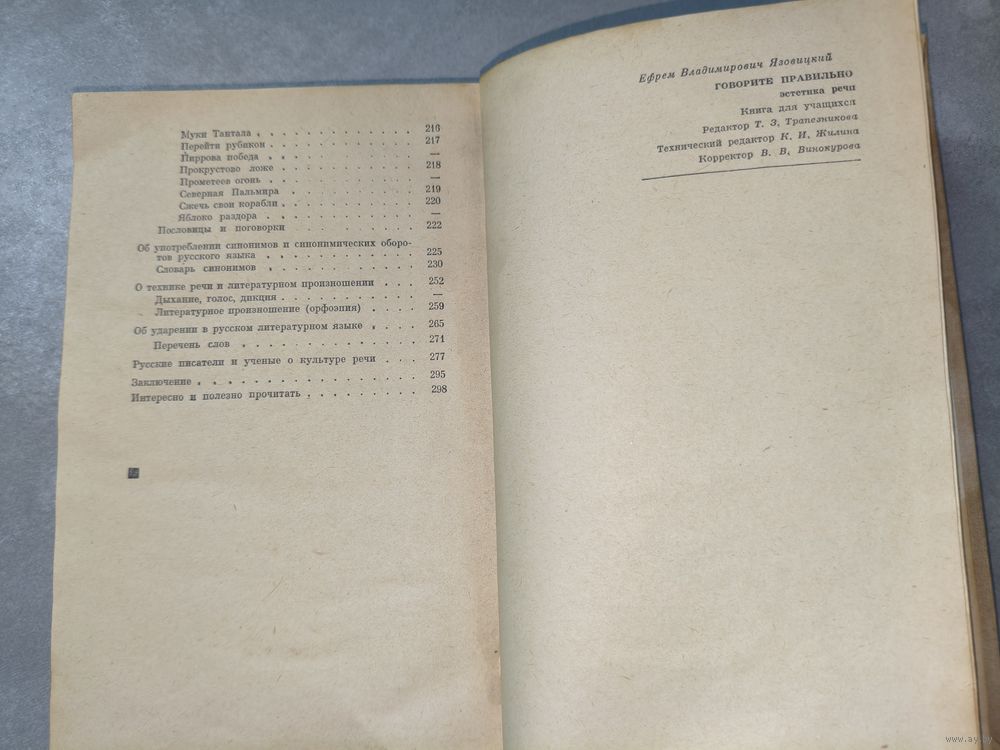 Муки Тантала . . . . . . . . . . . . . 216
Перейти рубикон . . . . . . . . . . . . 217
Пиррова победа . . . . . . . . . . . . —
Прокрустово ложе . . . . . . . . . . . 218
Прометеев огонь . . . . . . . . . . . . —
Северная Пальмира . . . . . . . . . . 219
Сжечь свои корабли . . . . . . . . . . . 220
Яблоко раздора . . . . . . . . . . . . —
Пословицы и поговорки . . . . . . . . . 222
Об употреблении синонимов и синонимических оборо-
тов русского языка . . . . . . . . . . . 225
Словарь синонимов . . . . . . . . . . . 230
О технике речи и литературном произношении . . . 252
Дыхание, голос, дикция . . . . . . . . . . —
Литературное произношение (орфоэпия) . . . . 259
Об ударении в русском литературном языке . . . . 265
Перечень слов . . . . . . . . . . . . . 271
Русские писатели и ученые о культуре речи . . . 277
Заключение . . . . . . . . . . . . . . . . . 295
Интересно и полезно прочитать . . . . . . . . . 298
Ефрем Владимирович Язовицкий
ГОВОРИТЕ ПРАВИЛЬНО
эстетика речи
Книга для учащихся
Редактор Т. З. Трапезникова
Технический редактор К. И. Жилина
Корректор В. В. Винокурова
www.ay.by